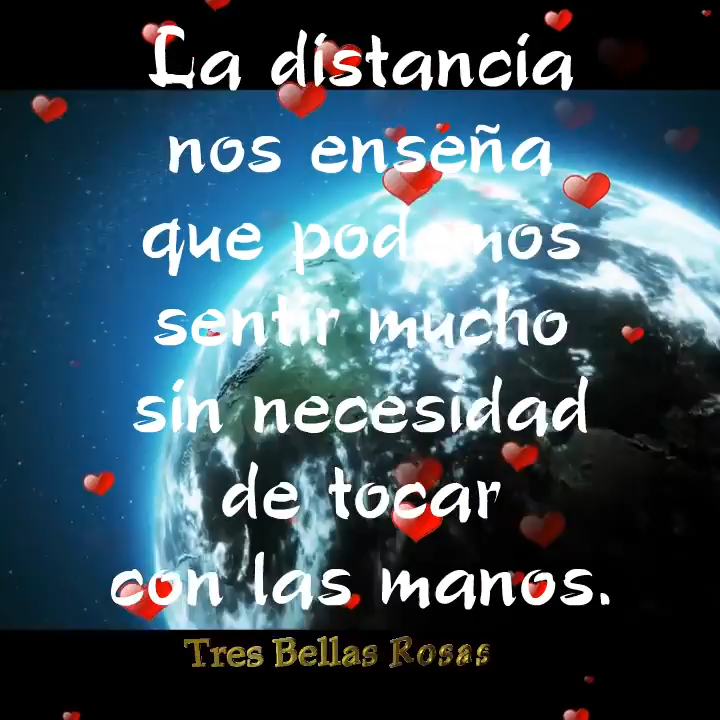 La distancia
nos enseña
que podemos
sentir mucho
sin necesidad
de tocar
con las manos.
Tres Bellas Rosas